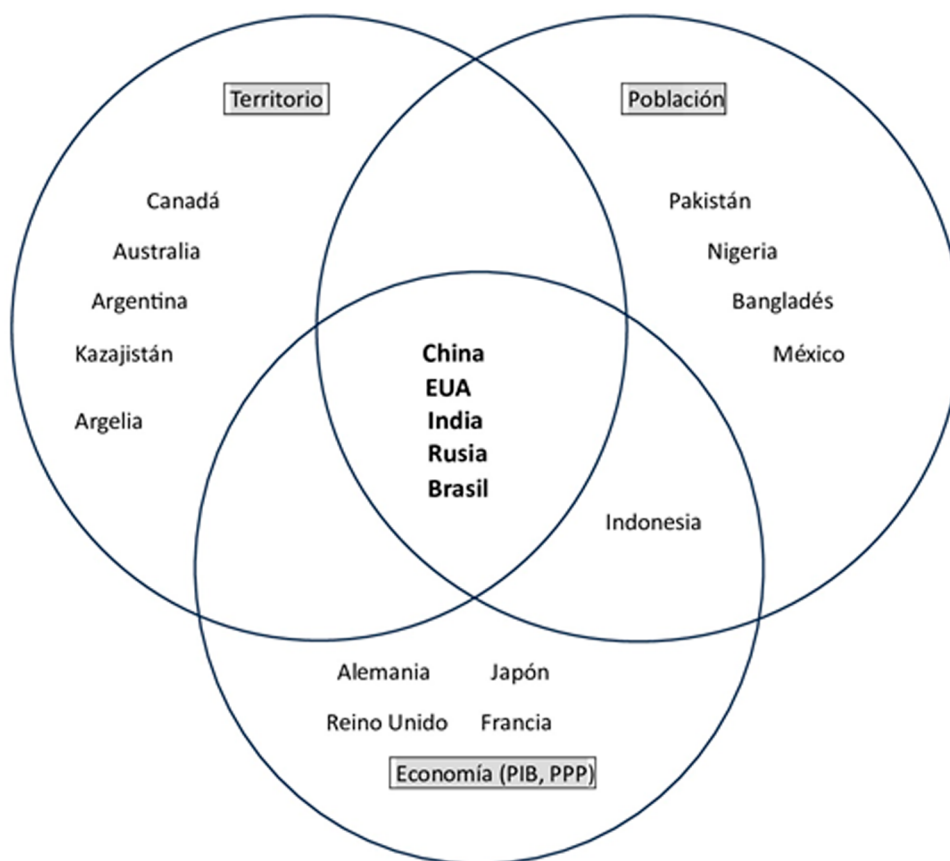 Territorio
Población
Canadá
Pakistán
Australia
Nigeria
Argentina
Bangladés
Kazajistán
China
México
EUA
Argelia
India
Rusia
Brasil
Indonesia
Alemania
Japón
Reino Unido
Francia
Economía (PIB, PPP)